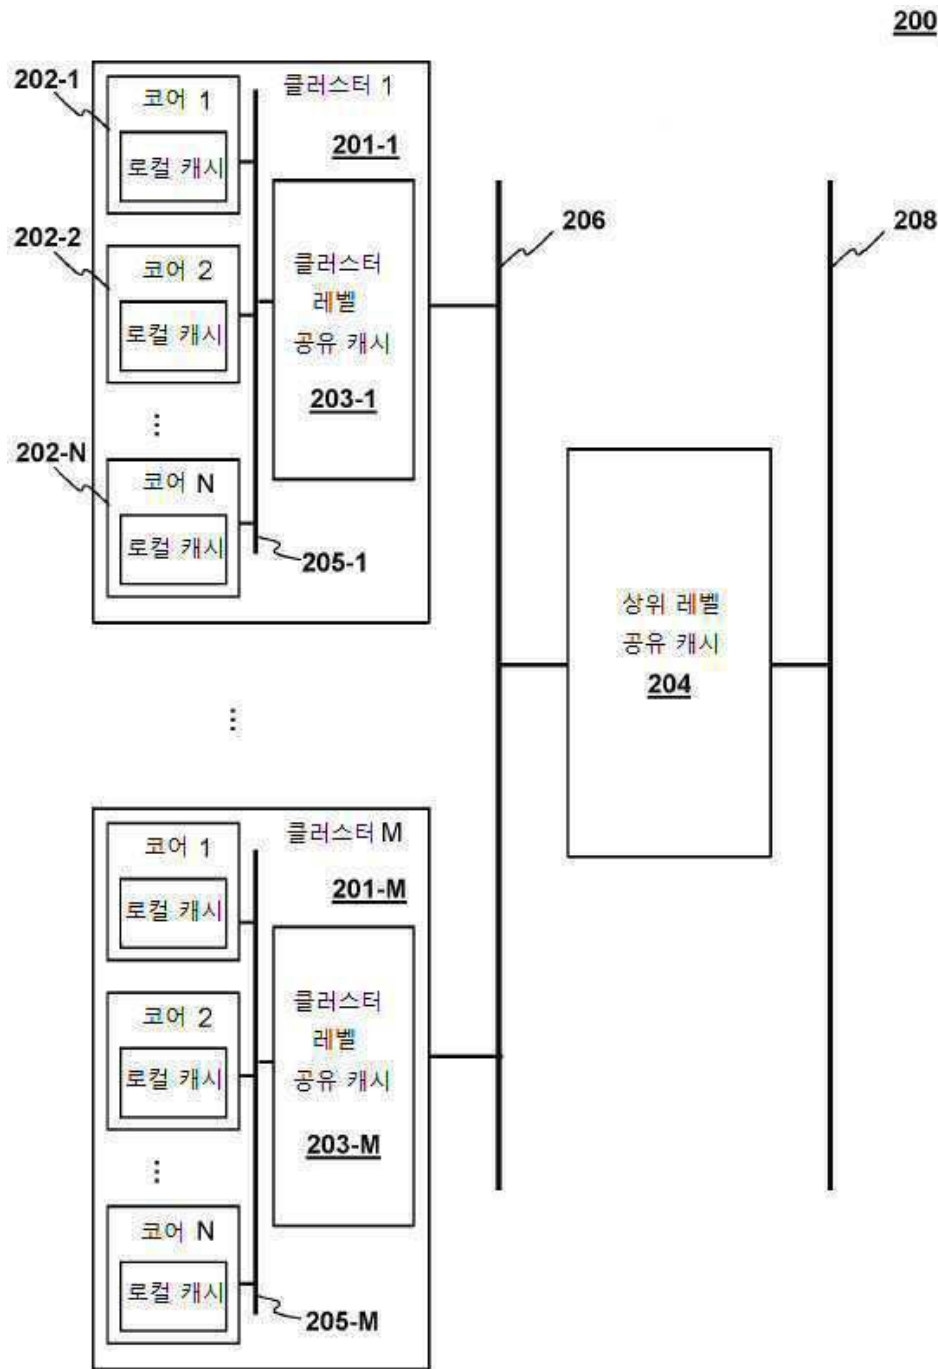 200
202-1
코어 1
로컬 캐시
클러스터 1
201-1
202-2
코어 2
로컬 캐시
클러스터
레벨
공유 캐시
203-1
...
202-N
코어 N
로컬 캐시
205-1
206
208
상위 레벨
공유 캐시
204
...
코어 1
로컬 캐시
클러스터 M
201-M
코어 2
로컬 캐시
클러스터
레벨
공유 캐시
203-M
...
코어 N
로컬 캐시
205-M